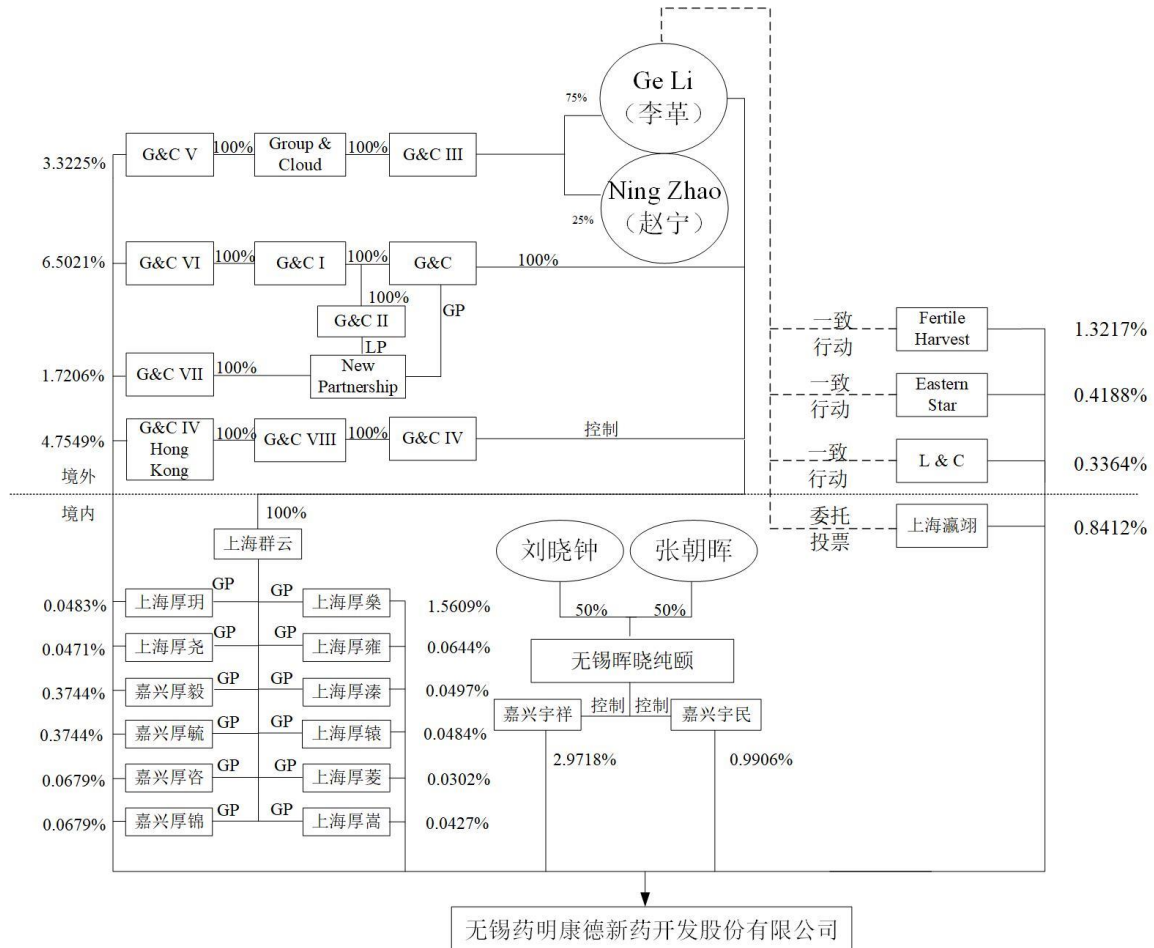 Ge Li
（李革）
75%
Ning Zhao
（赵宁）
25%
3.3225%
G&C V
100%
Group &
Cloud
100%
G&C III
6.5021%
G&C VI
100%
G&C I
100%
G&C
100%
100%
GP
G&C II
LP
1.7206%
G&C VII
100%
New
Partnership
4.7549%
G&C IV
Hong
Kong
100%
G&C VIII
100%
G&C IV
控制
一致
行动
Fertile
Harvest
1.3217%
一致
行动
Eastern
Star
0.4188%
一致
行动
L & C
0.3364%
境外
境内
委托
投票
上海瀛翊
0.8412%
100%
上海群云
刘晓钟
张朝晖
50%
50%
无锡晖晓纯颐
控制
控制
嘉兴宇祥
嘉兴宇民
2.9718%
0.9906%
0.0483%
上海厚玥
GP
GP
上海厚燊
1.5609%
0.0471%
上海厚尧
GP
GP
上海厚雍
0.0644%
0.3744%
嘉兴厚毅
GP
GP
上海厚溱
0.0497%
0.3744%
嘉兴厚毓
GP
GP
上海厚辕
0.0484%
0.0679%
嘉兴厚咨
GP
GP
上海厚菱
0.0302%
0.0679%
嘉兴厚锦
GP
GP
上海厚嵩
0.0427%
无锡药明康德新药开发股份有限公司